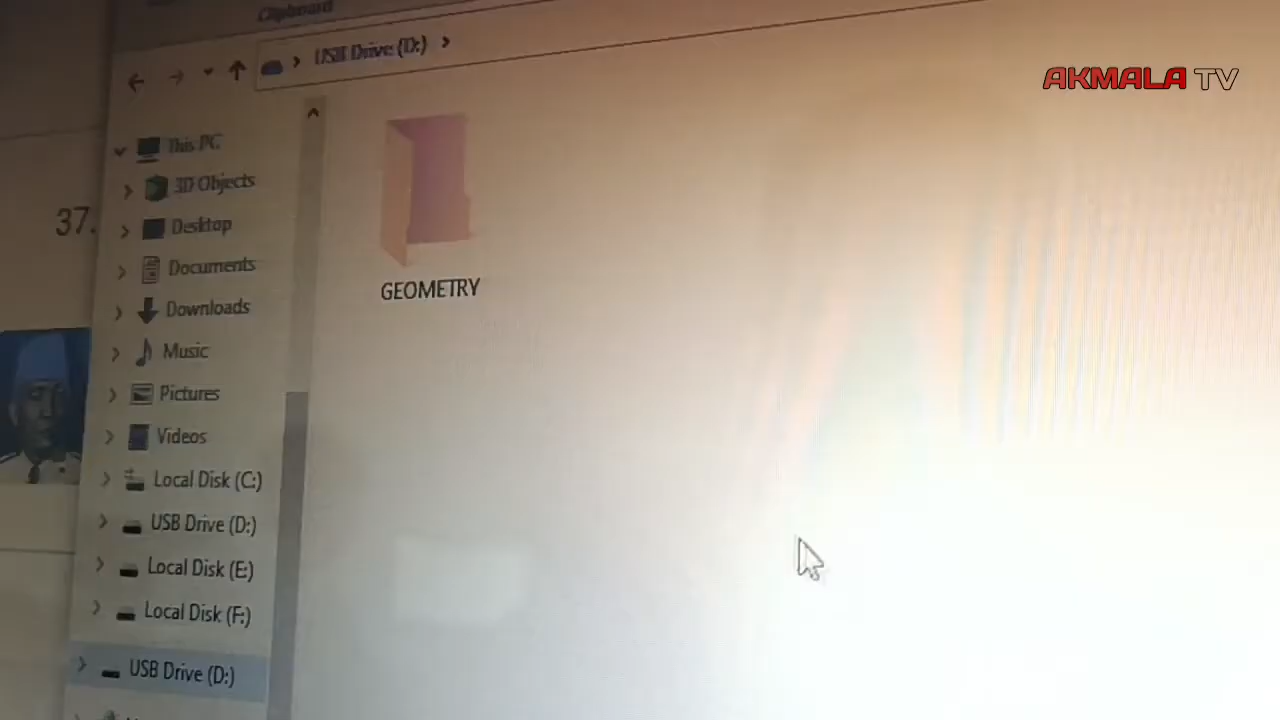 Clipboard
USB Drive (D:)
AKMALA TV
This PC
3D Objects
37.
Desktop
Documents
Downloads
GEOMETRY
Music
Pictures
Videos
Local Disk (C:)
USB Drive (D:)
Local Disk (E:)
Local Disk (F:)
USB Drive (D:)